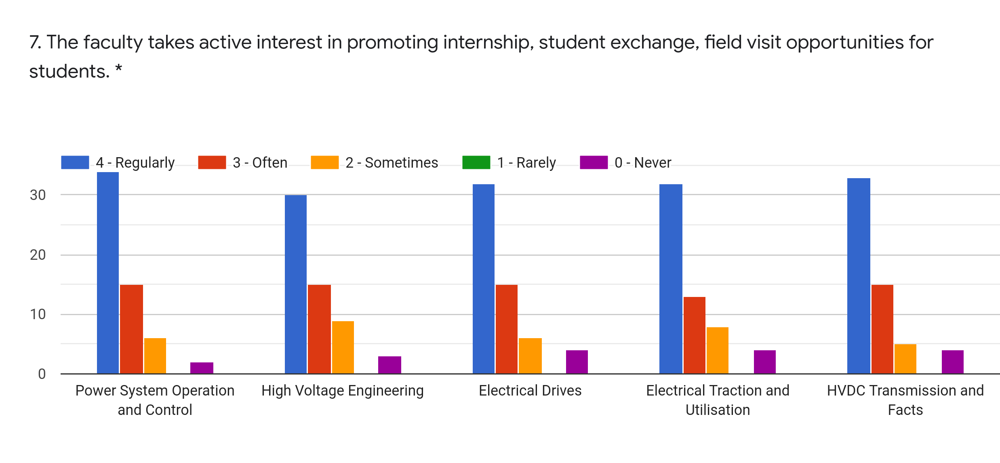 7. The faculty takes active interest in promoting internship, student exchange, field visit opportunities for
students. *
4 - Regularly 3 - Often 2 - Sometimes 1 - Rarely 0 - Never
30
20
10
0
Power System Operation
and Control
High Voltage Engineering
Electrical Drives
Electrical Traction and
Utilisation
HVDC Transmission and
Facts